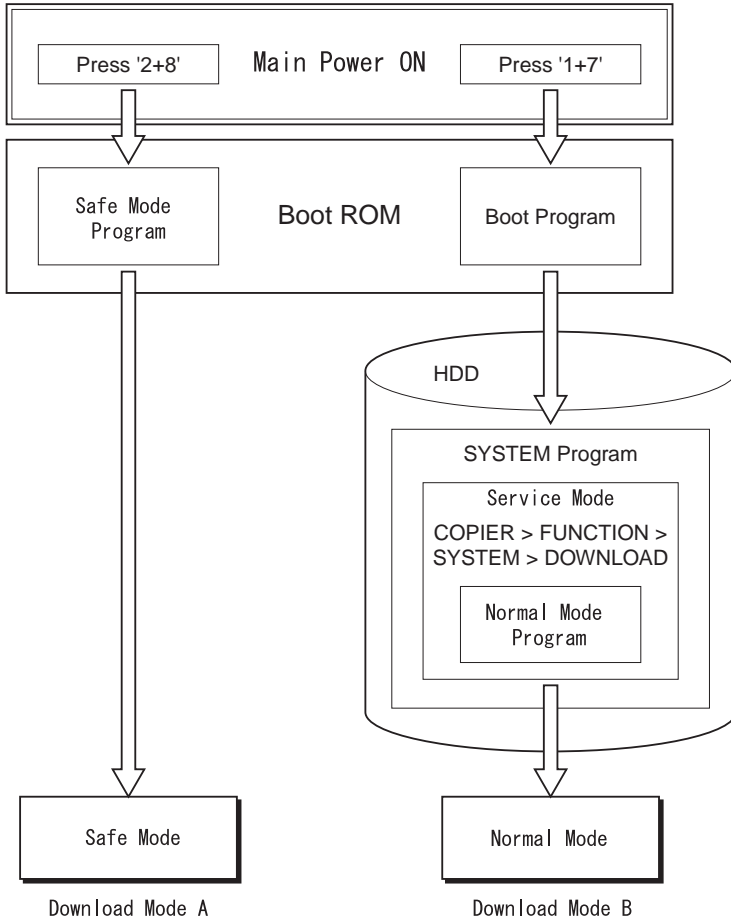 Press '2+8'
Main Power ON
Press '1+7'
Safe Mode
Program
Boot ROM
Boot Program
HDD
SYSTEM Program
Service Mode
COPIER > FUNCTION >
SYSTEM > DOWNLOAD
Normal Mode
Program
Safe Mode
Normal Mode
Download Mode A
Download Mode B